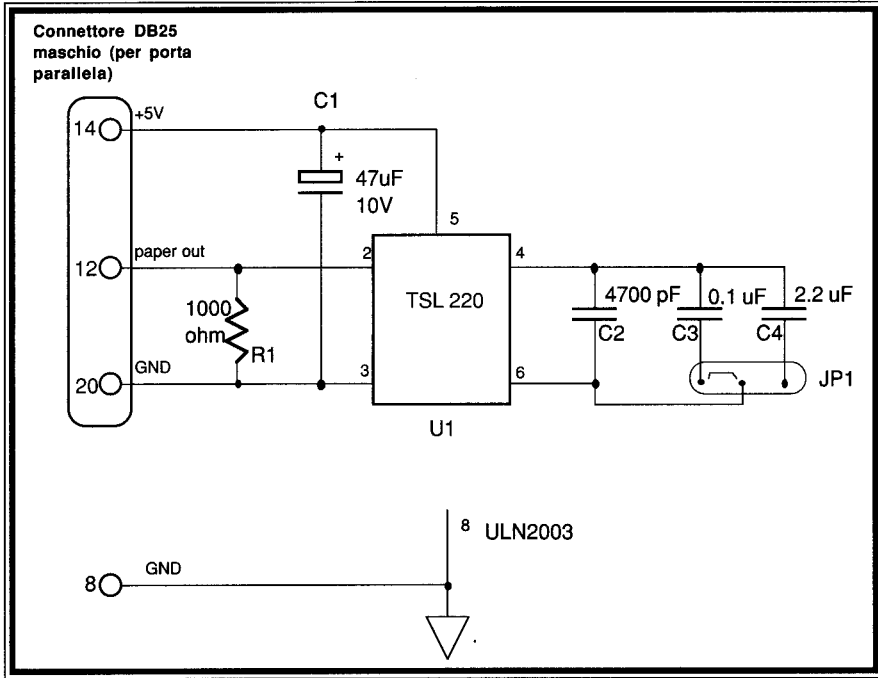 Connettore DB25
maschio (per porta
parallela)
C1
14 +5V
+
47uF
10V
5
12 paper out 2
TSL 220
4
1000
ohm
R1
4700 pF 0.1 uF 2.2 uF
C2 C3 C4
20 GND 3
6
JP1
U1
8 ULN2003
8 GND